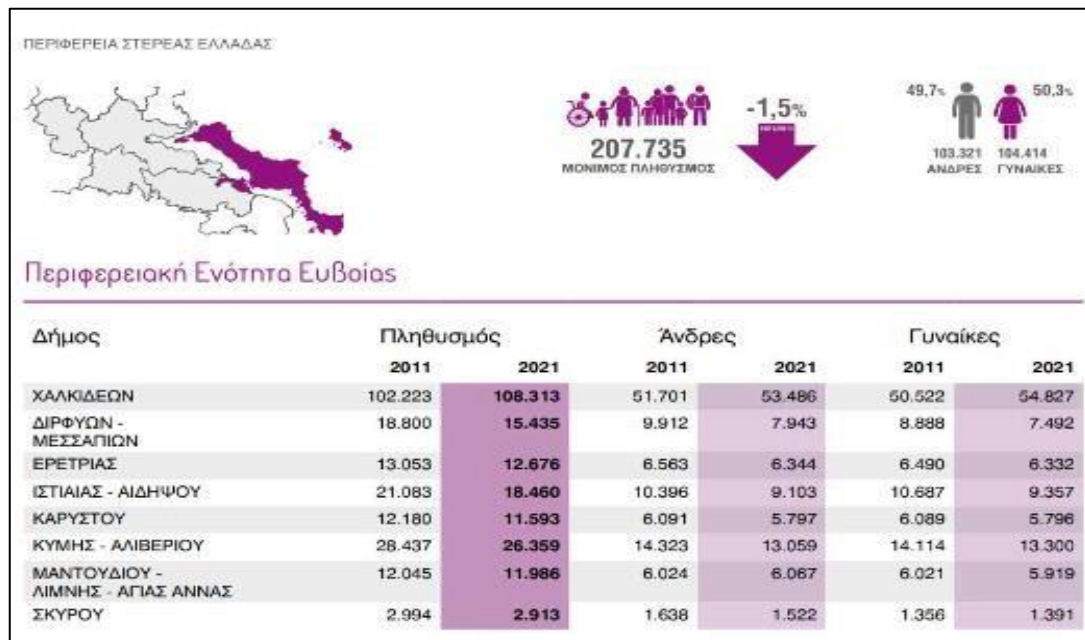 ΠΕΡΙΦΕΡΕΙΑ ΣΤΕΡΕΑΣ ΕΛΛΑΔΑΣ
207.735
ΜΟΝΙΜΟΣ ΠΛΗΘΥΣΜΟΣ
-1,5%
49,7% 50,3%
103.321 104.414
ΑΝΔΡΕΣ ΓΥΝΑΙΚΕΣ
Περιφερειακή Ενότητα Ευβοίας
Δήμος Πληθυσμός Άνδρες Γυναίκες
2011 2021 2011 2021 2011 2021
ΧΑΛΚΙΔΕΩΝ 102.223 108.313 51.701 53.486 50.522 54.827
ΔΙΡΦΥΩΝ - 18.800 15.435 9.912 7.943 8.888 7.492
ΜΕΣΣΑΠΙΩΝ
ΕΡΕΤΡΙΑΣ 13.053 12.676 6.563 6.344 6.490 6.332
ΙΣΤΙΑΙΑΣ - ΑΙΔΗΨΟΥ 21.083 18.460 10.396 9.103 10.687 9.357
ΚΑΡΥΣΤΟΥ 12.180 11.593 6.091 5.797 6.089 5.796
ΚΥΜΗΣ - ΑΛΙΒΕΡΙΟΥ 28.437 26.359 14.323 13.059 14.114 13.300
ΜΑΝΤΟΥΔΙΟΥ - 12.045 11.986 6.024 6.067 6.021 5.919
ΛΙΜΝΗΣ - ΑΓΙΑΣ ΑΝΝΑΣ
ΣΚΥΡΟΥ 2.994 2.913 1.638 1.522 1.356 1.391